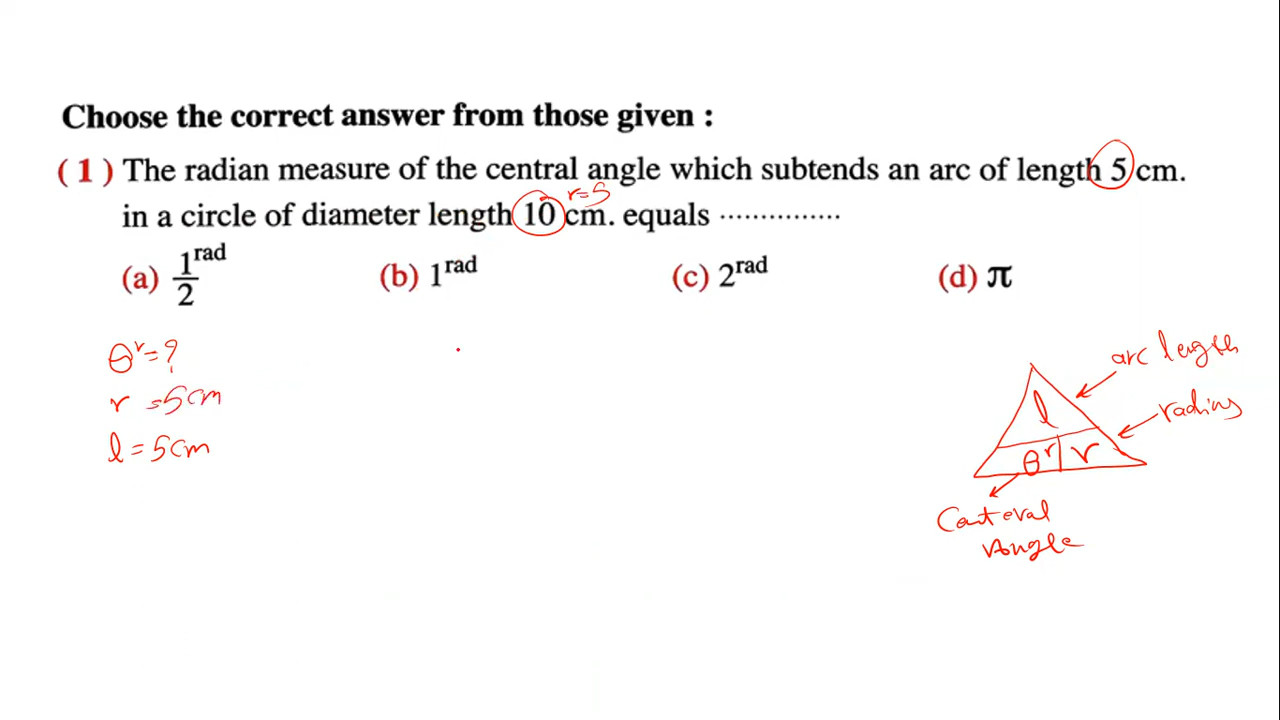 Choose the correct answer from those given :
(1) The radian measure of the central angle which subtends an arc of length 5 cm.
r=5
in a circle of diameter length 10 cm. equals ···············
(a) 1/2 rad (b) 1 rad (c) 2 rad (d) π
θʳ=?
r =5cm
l = 5cm
arc length
radius
l
θʳ r
Canteval
Angle